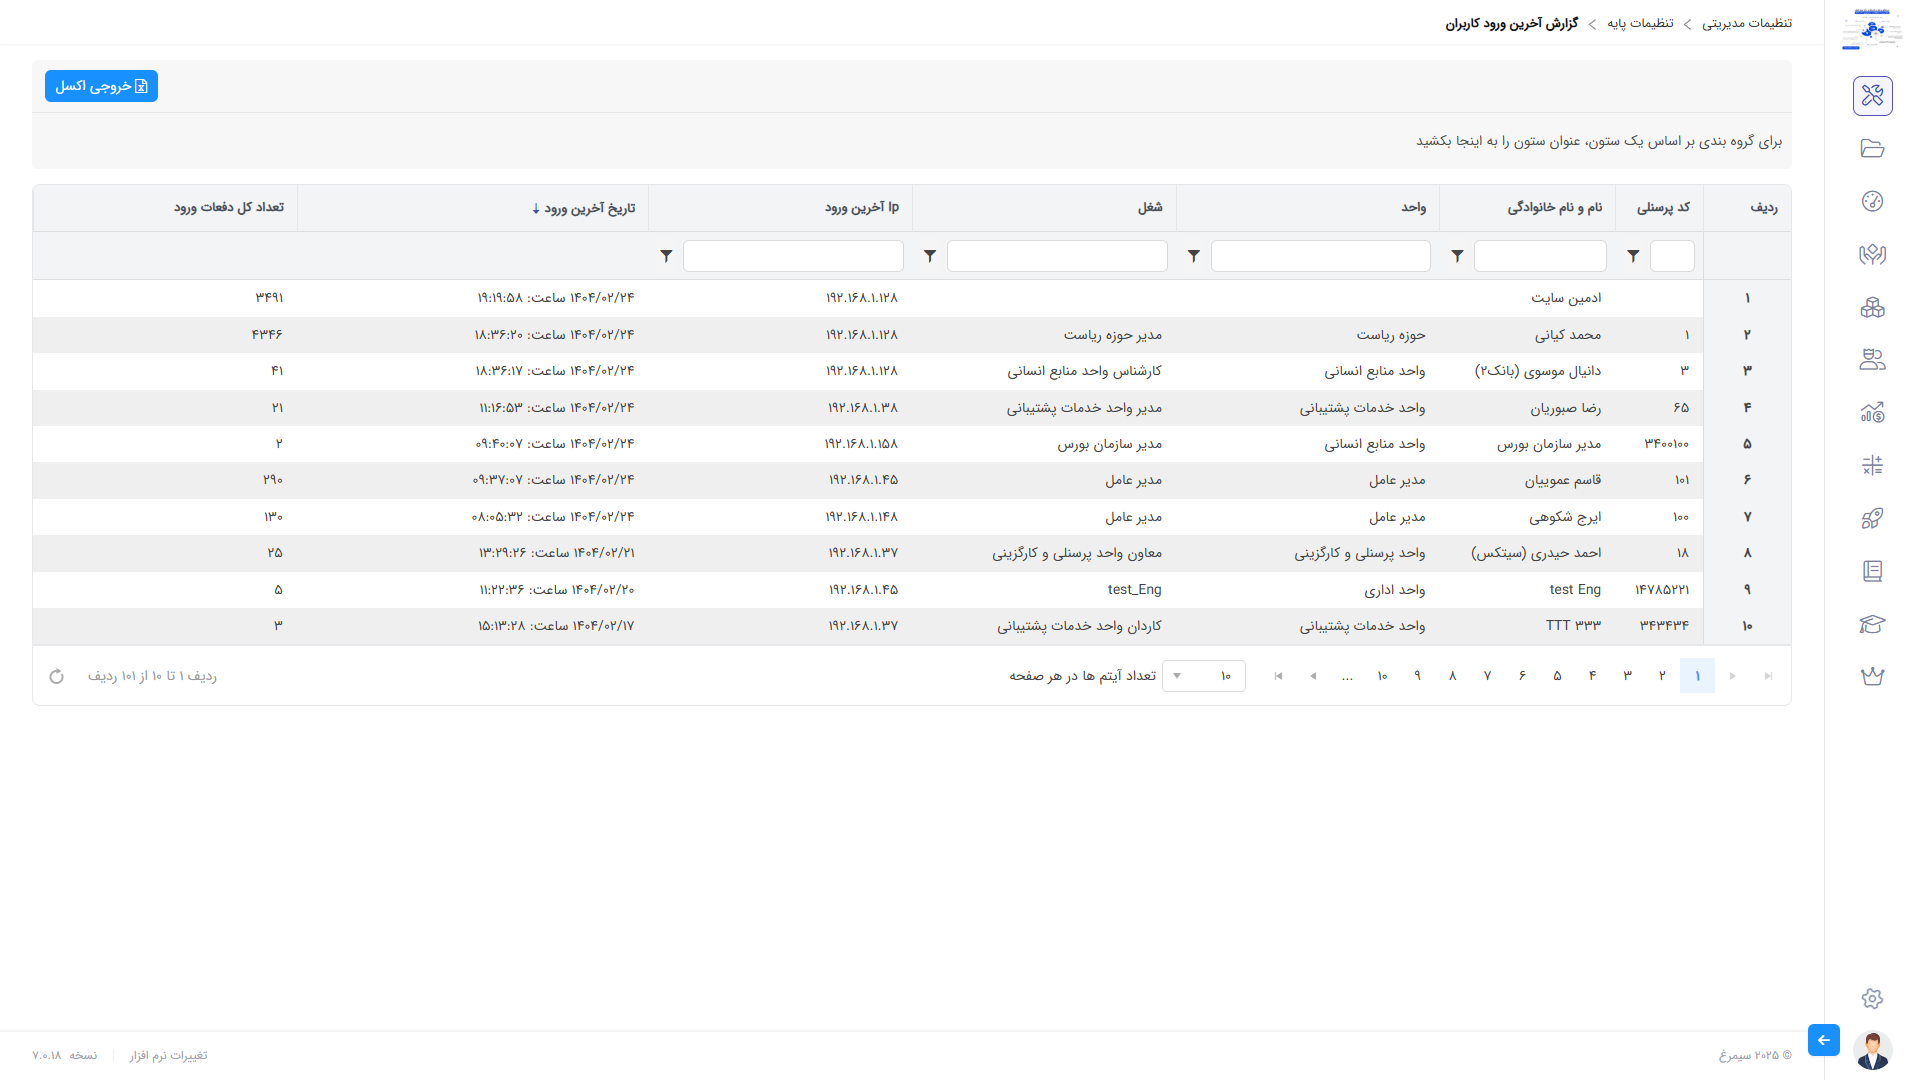 تنظیمات مدیریتی > تنظیمات پایه > گزارش آخرین ورود کاربران
خروجی اکسل
برای گروه بندی بر اساس یک ستون، عنوان ستون را به اینجا بکشید
ردیف کد پرسنلی نام و نام خانوادگی واحد شغل Ip آخرین ورود تاریخ آخرین ورود تعداد کل دفعات ورود
۱ ادمین سایت ۱۹۲.۱۶۸.۱.۱۲۸ ۱۴۰۴/۰۲/۲۴ ساعت: ۱۹:۱۹:۵۸ ۳۴۹۱
۲ ۱ محمد کیانی حوزه ریاست مدیر حوزه ریاست ۱۹۲.۱۶۸.۱.۱۲۸ ۱۴۰۴/۰۲/۲۴ ساعت: ۱۸:۳۶:۲۰ ۴۳۴۶
۳ ۳ دانیال موسوی (بانک۲) واحد منابع انسانی کارشناس واحد منابع انسانی ۱۹۲.۱۶۸.۱.۱۲۸ ۱۴۰۴/۰۲/۲۴ ساعت: ۱۸:۳۶:۱۷ ۴۱
۴ ۶۵ رضا صبوریان واحد خدمات پشتیبانی مدیر واحد خدمات پشتیبانی ۱۹۲.۱۶۸.۱.۳۸ ۱۴۰۴/۰۲/۲۴ ساعت: ۱۱:۱۶:۵۳ ۲۱
۵ ۳۴۰۰۱۰۰ مدیر سازمان بورس واحد منابع انسانی مدیر سازمان بورس ۱۹۲.۱۶۸.۱.۱۵۸ ۱۴۰۴/۰۲/۲۴ ساعت: ۰۹:۴۰:۰۷ ۲
۶ ۱۰۱ قاسم عموییان مدیر عامل مدیر عامل ۱۹۲.۱۶۸.۱.۴۵ ۱۴۰۴/۰۲/۲۴ ساعت: ۰۹:۳۷:۰۷ ۲۹۰
۷ ۱۰۰ ایرج شکوهی مدیر عامل مدیر عامل ۱۹۲.۱۶۸.۱.۱۴۸ ۱۴۰۴/۰۲/۲۴ ساعت: ۰۸:۰۵:۳۲ ۱۳۰
۸ ۱۸ احمد حیدری (سیتکس) واحد پرسنلی و کارگزینی معاون واحد پرسنلی و کارگزینی ۱۹۲.۱۶۸.۱.۳۷ ۱۴۰۴/۰۲/۲۱ ساعت: ۱۳:۲۹:۲۶ ۲۵
۹ ۱۴۷۸۵۲۲۱ test Eng واحد اداری test_Eng ۱۹۲.۱۶۸.۱.۴۵ ۱۴۰۴/۰۲/۲۰ ساعت: ۱۱:۲۲:۳۶ ۵
۱۰ ۳۴۳۴۳۴ TTT ۳۳۳ واحد خدمات پشتیبانی کاردان واحد خدمات پشتیبانی ۱۹۲.۱۶۸.۱.۳۷ ۱۴۰۴/۰۲/۱۷ ساعت: ۱۵:۱۳:۲۸ ۳
۱ ۲ ۳ ۴ ۵ ۶ ۷ ۸ ۹ ۱۰ ... ۱۰ تعداد آیتم ها در هر صفحه ردیف ۱ تا ۱۰ از ۱۰۱ ردیف
© ۲۰۲۵ سیمرغ تغییرات نرم افزار نسخه ۷.۰.۱۸